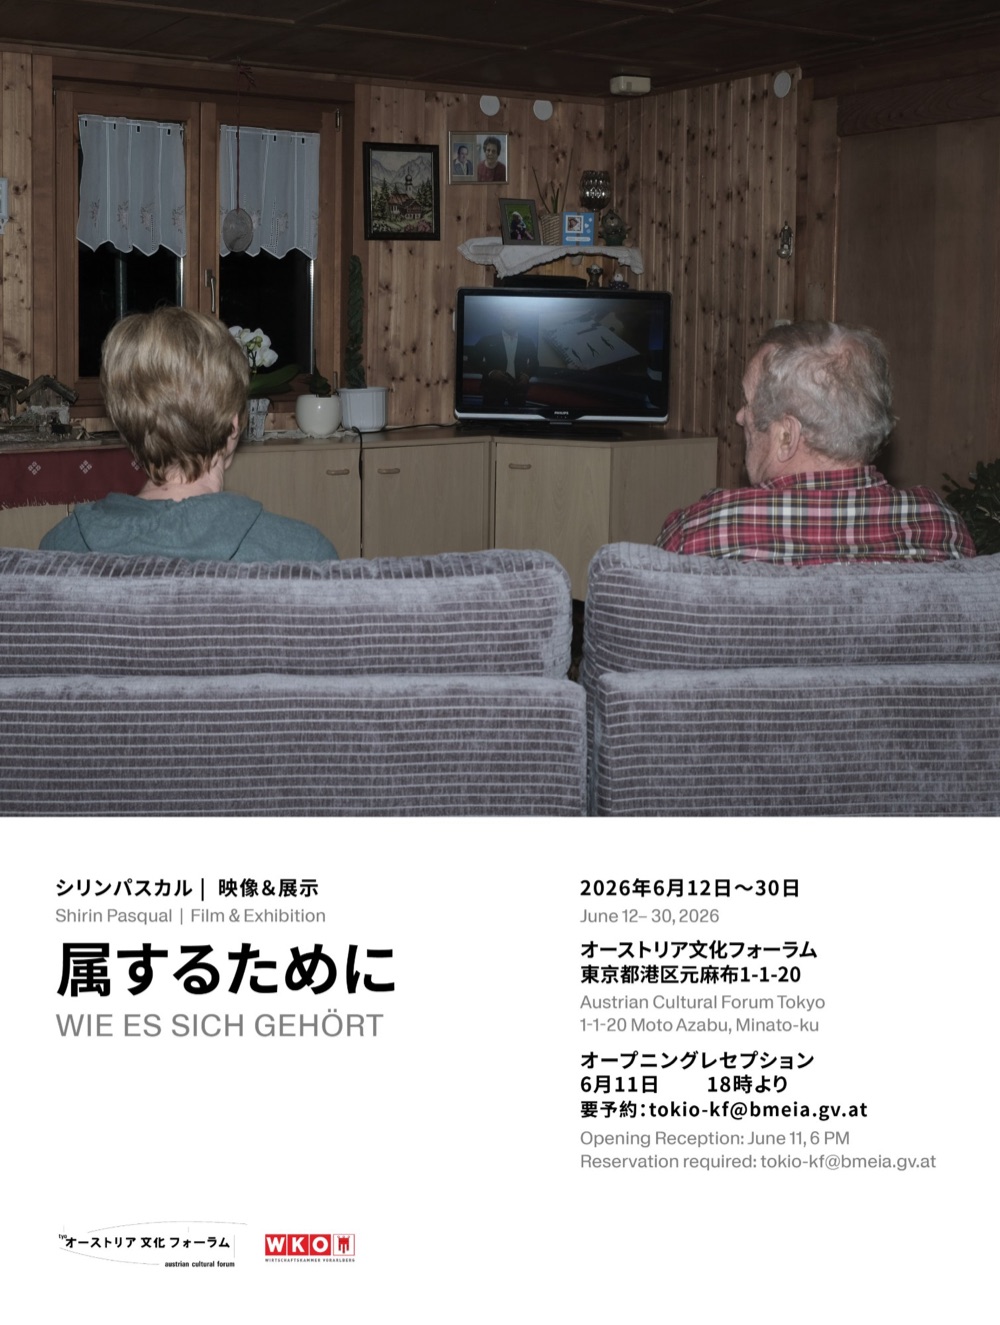 PHILIPS
シリンパスカル | 映像&展示
Shirin Pasqual | Film & Exhibition
属するために
WIE ES SICH GEHÖRT
2026年6月12日〜30日
June 12– 30, 2026
オーストリア文化フォーラム
東京都港区元麻布1-1-20
Austrian Cultural Forum Tokyo
1-1-20 Moto Azabu, Minato-ku
オープニングレセプション
6月11日 18時より
要予約：tokio-kf@bmeia.gv.at
Opening Reception: June 11, 6 PM
Reservation required: tokio-kf@bmeia.gv.at
tyo オーストリア 文化 フォーラム
austrian cultural forum
WKO
WIRTSCHAFTSKAMMER VORARLBERG